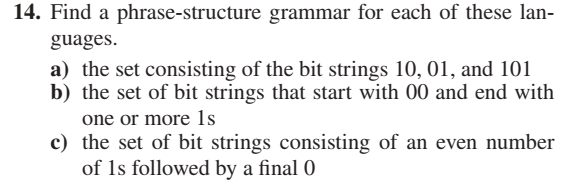 14. Find a phrase-structure grammar for each of these lan-
guages.
a) the set consisting of the bit strings 10, 01, and 101
b) the set of bit strings that start with 00 and end with
one or more 1s
c) the set of bit strings consisting of an even number
of 1s followed by a final 0